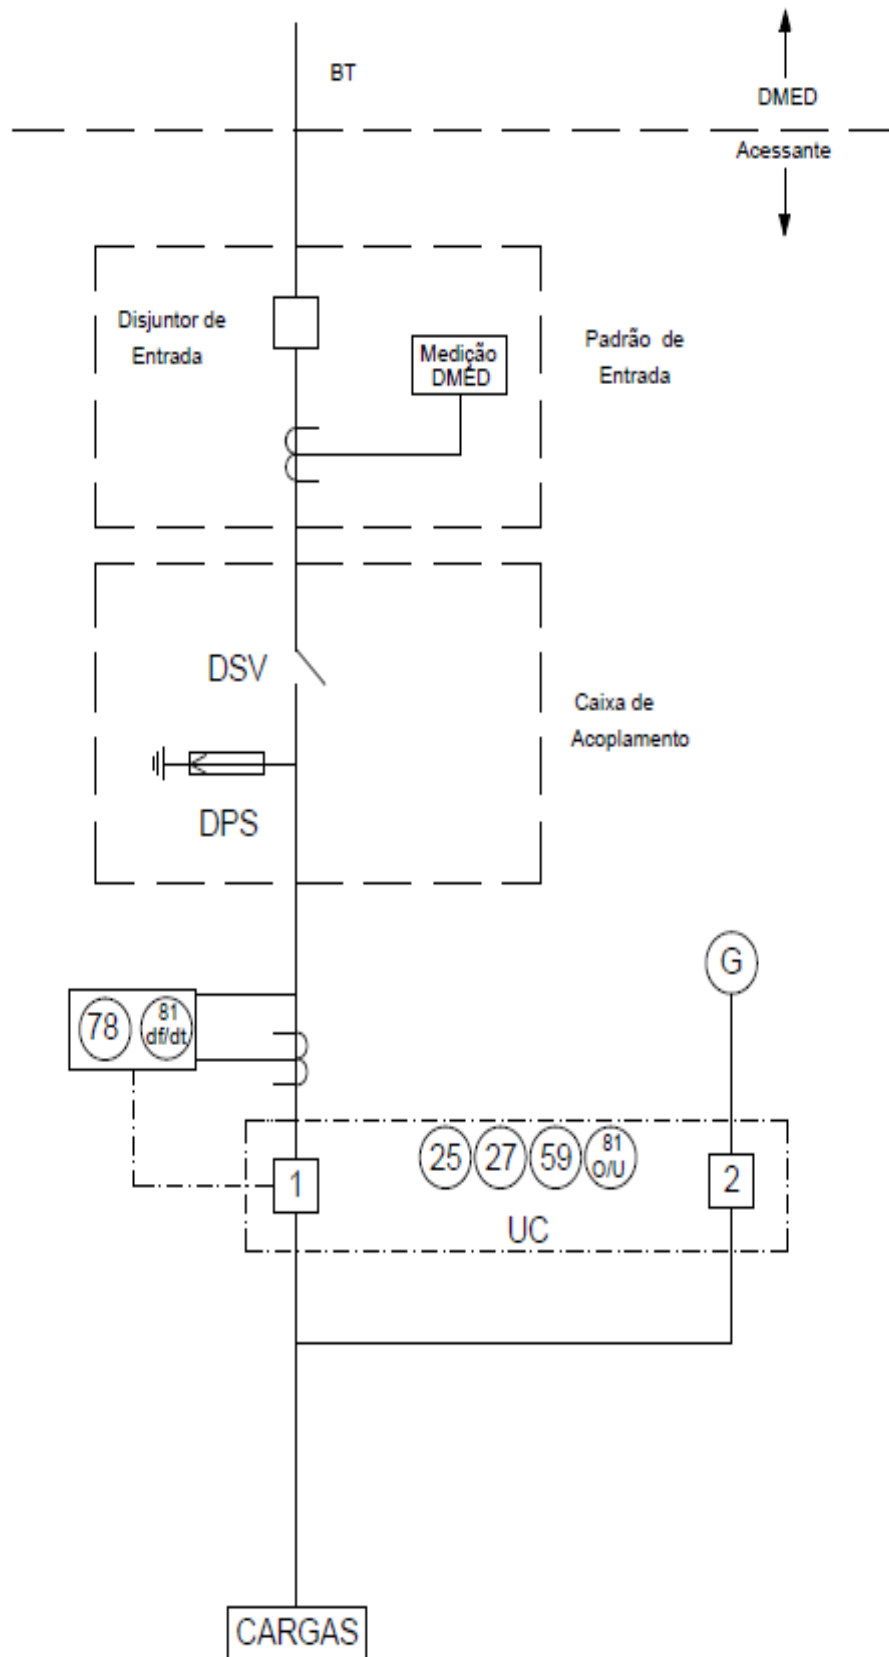 BT
DMED
Acessante
Disjuntor de
Entrada
Medição
DMED
Padrão de
Entrada
DSV
Caixa de
Acoplamento
DPS
G
78
81
df/dt
25
27
59
81
O/U
1
2
UC
CARGAS